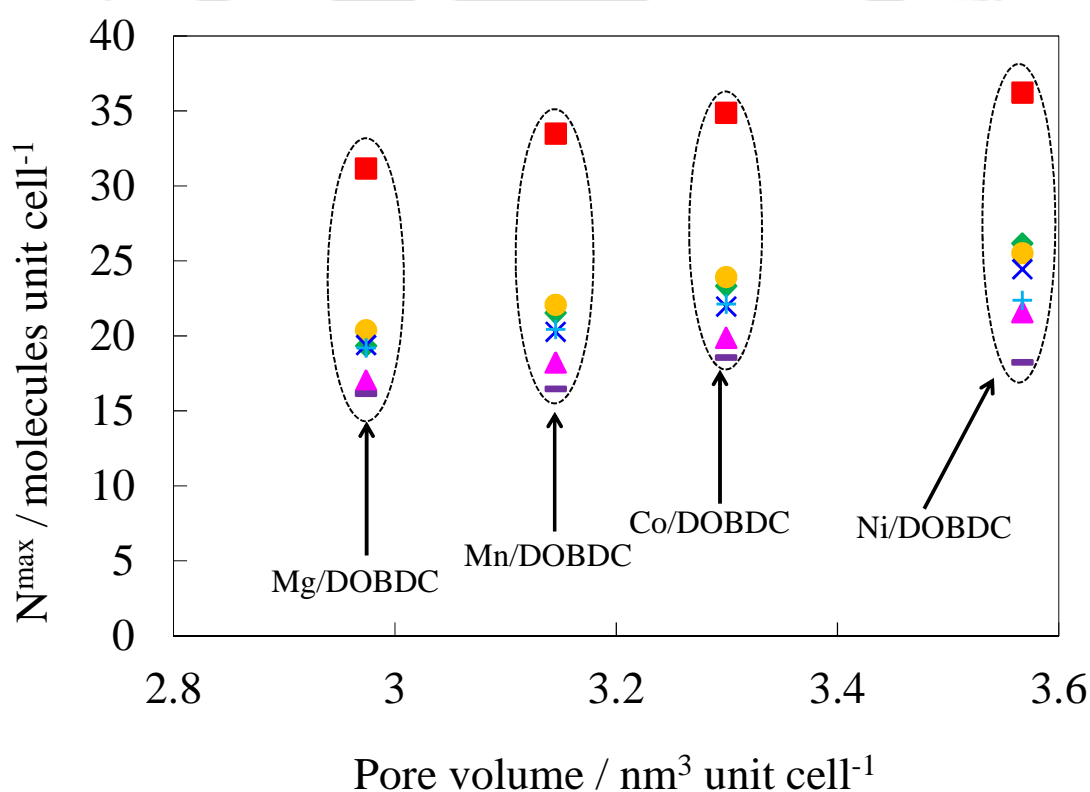 40
35
30
25
20
15
10
5
0
N^max / molecules unit cell^-1
Mg/DOBDC
Mn/DOBDC
Co/DOBDC
Ni/DOBDC
2.8 3 3.2 3.4 3.6
Pore volume / nm³ unit cell^-1